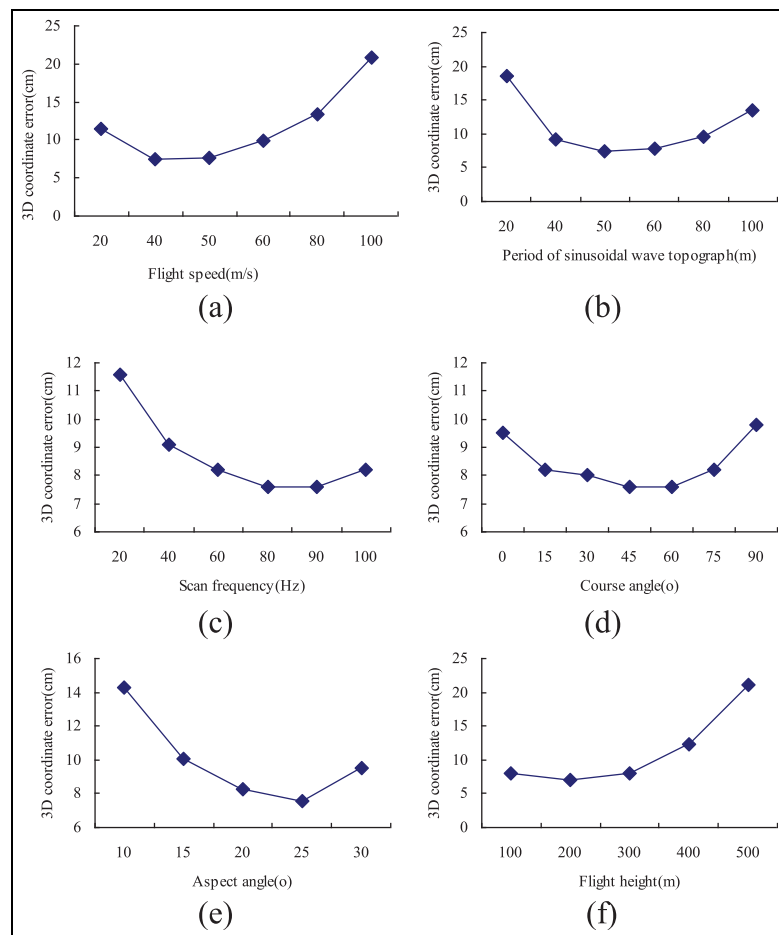 3D coordinate error(cm)
25
20
15
10
5
0
20 40 50 60 80 100
Flight speed(m/s)
(a)
3D coordinate error(cm)
25
20
15
10
5
0
20 40 50 60 80 100
Period of sinusoidal wave topograph(m)
(b)
3D coordinate error(cm)
12
11
10
9
8
7
6
20 40 60 80 90 100
Scan frequency(Hz)
(c)
3D coordinate error(cm)
12
11
10
9
8
7
6
0 15 30 45 60 75 90
Course angle(o)
(d)
3D coordinate error(cm)
16
14
12
10
8
6
10 15 20 25 30
Aspect angle(o)
(e)
3D coordinate error(cm)
25
20
15
10
5
0
100 200 300 400 500
Flight height(m)
(f)